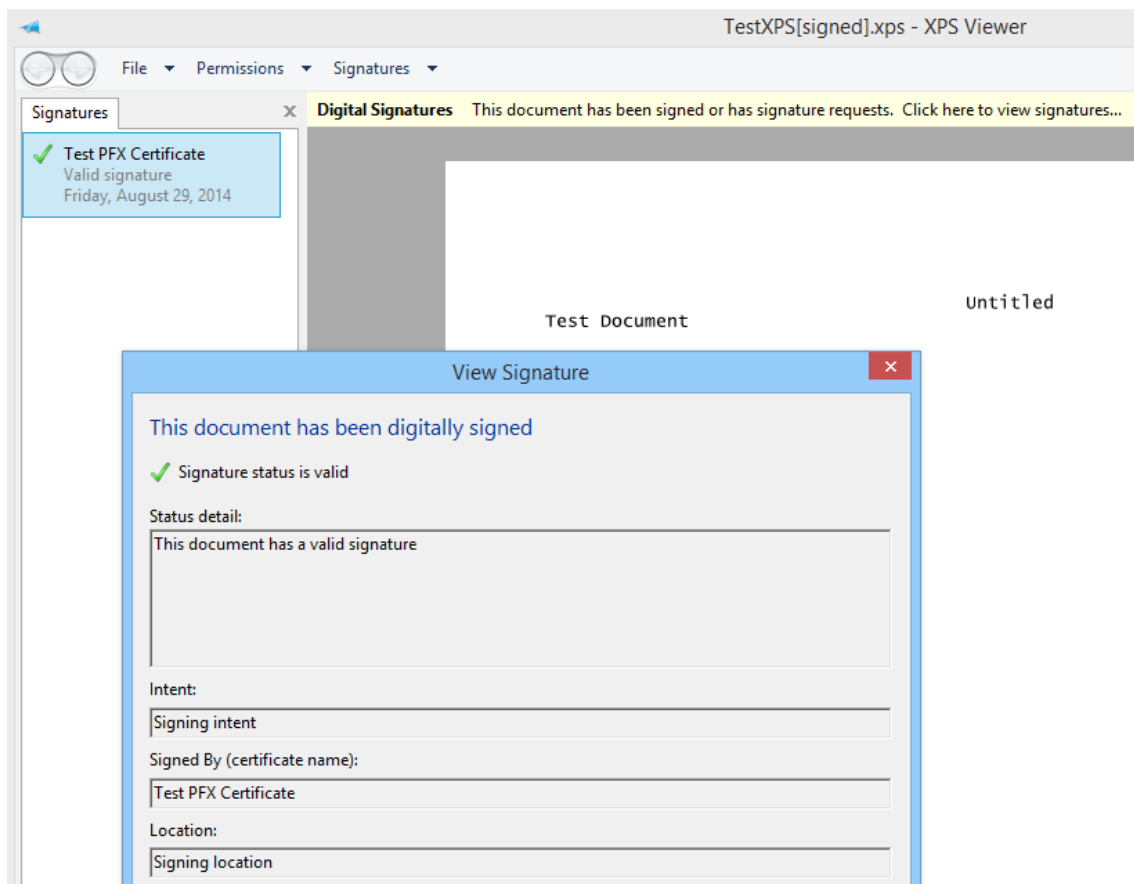 TestXPS[signed].xps - XPS Viewer
File Permissions Signatures
Signatures x
Digital Signatures This document has been signed or has signature requests. Click here to view signatures...
Test PFX Certificate
Valid signature
Friday, August 29, 2014
Untitled
Test Document
View Signature
This document has been digitally signed
Signature status is valid
Status detail:
This document has a valid signature
Intent:
Signing intent
Signed By (certificate name):
Test PFX Certificate
Location:
Signing location